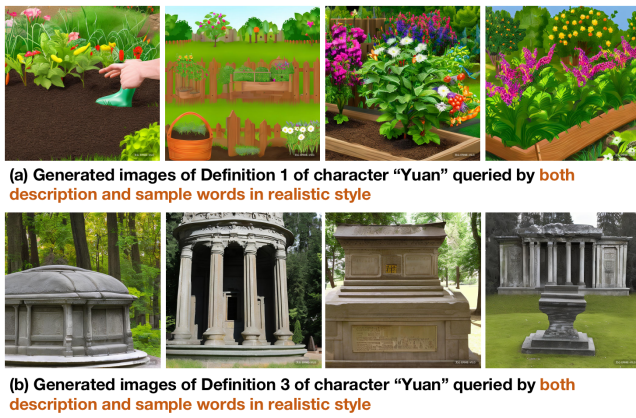 (a) Generated images of Definition 1 of character “Yuan” queried by both
description and sample words in realistic style
(b) Generated images of Definition 3 of character “Yuan” queried by both
description and sample words in realistic style